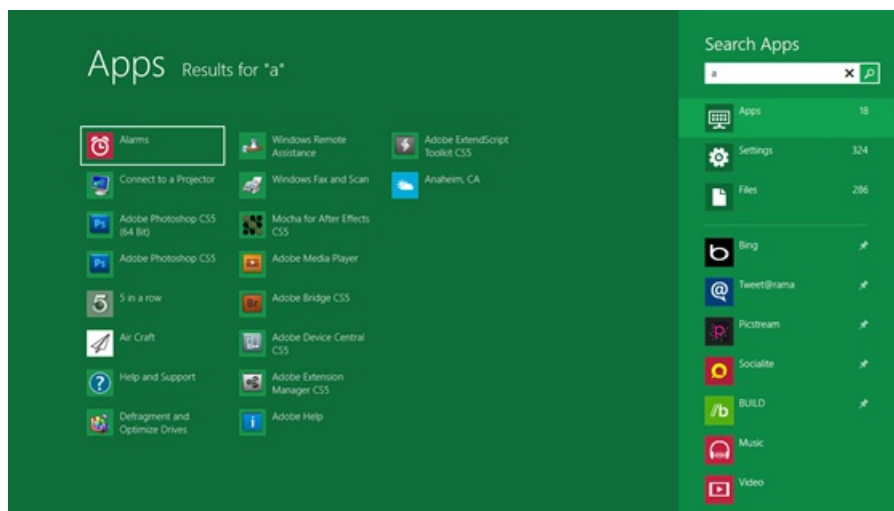 Apps Results for "a"
Alarms
Connect to a Projector
Adobe Photoshop CS5
(64 Bit)
Adobe Photoshop CS5
5 in a row
Air Craft
Help and Support
Defragment and
Optimize Drives
Windows Remote
Assistance
Windows Fax and Scan
Mocha for After Effects
CS5
Adobe Media Player
Adobe Bridge CS5
Adobe Device Central
CS5
Adobe Extension
Manager CS5
Adobe Help
Adobe ExtendScript
Toolkit CS5
Anaheim, CA
Search Apps
a
Apps 18
Settings 324
Files 286
Bing
Tweet@rama
Picstream
Socialite
BUILD
Music
Video